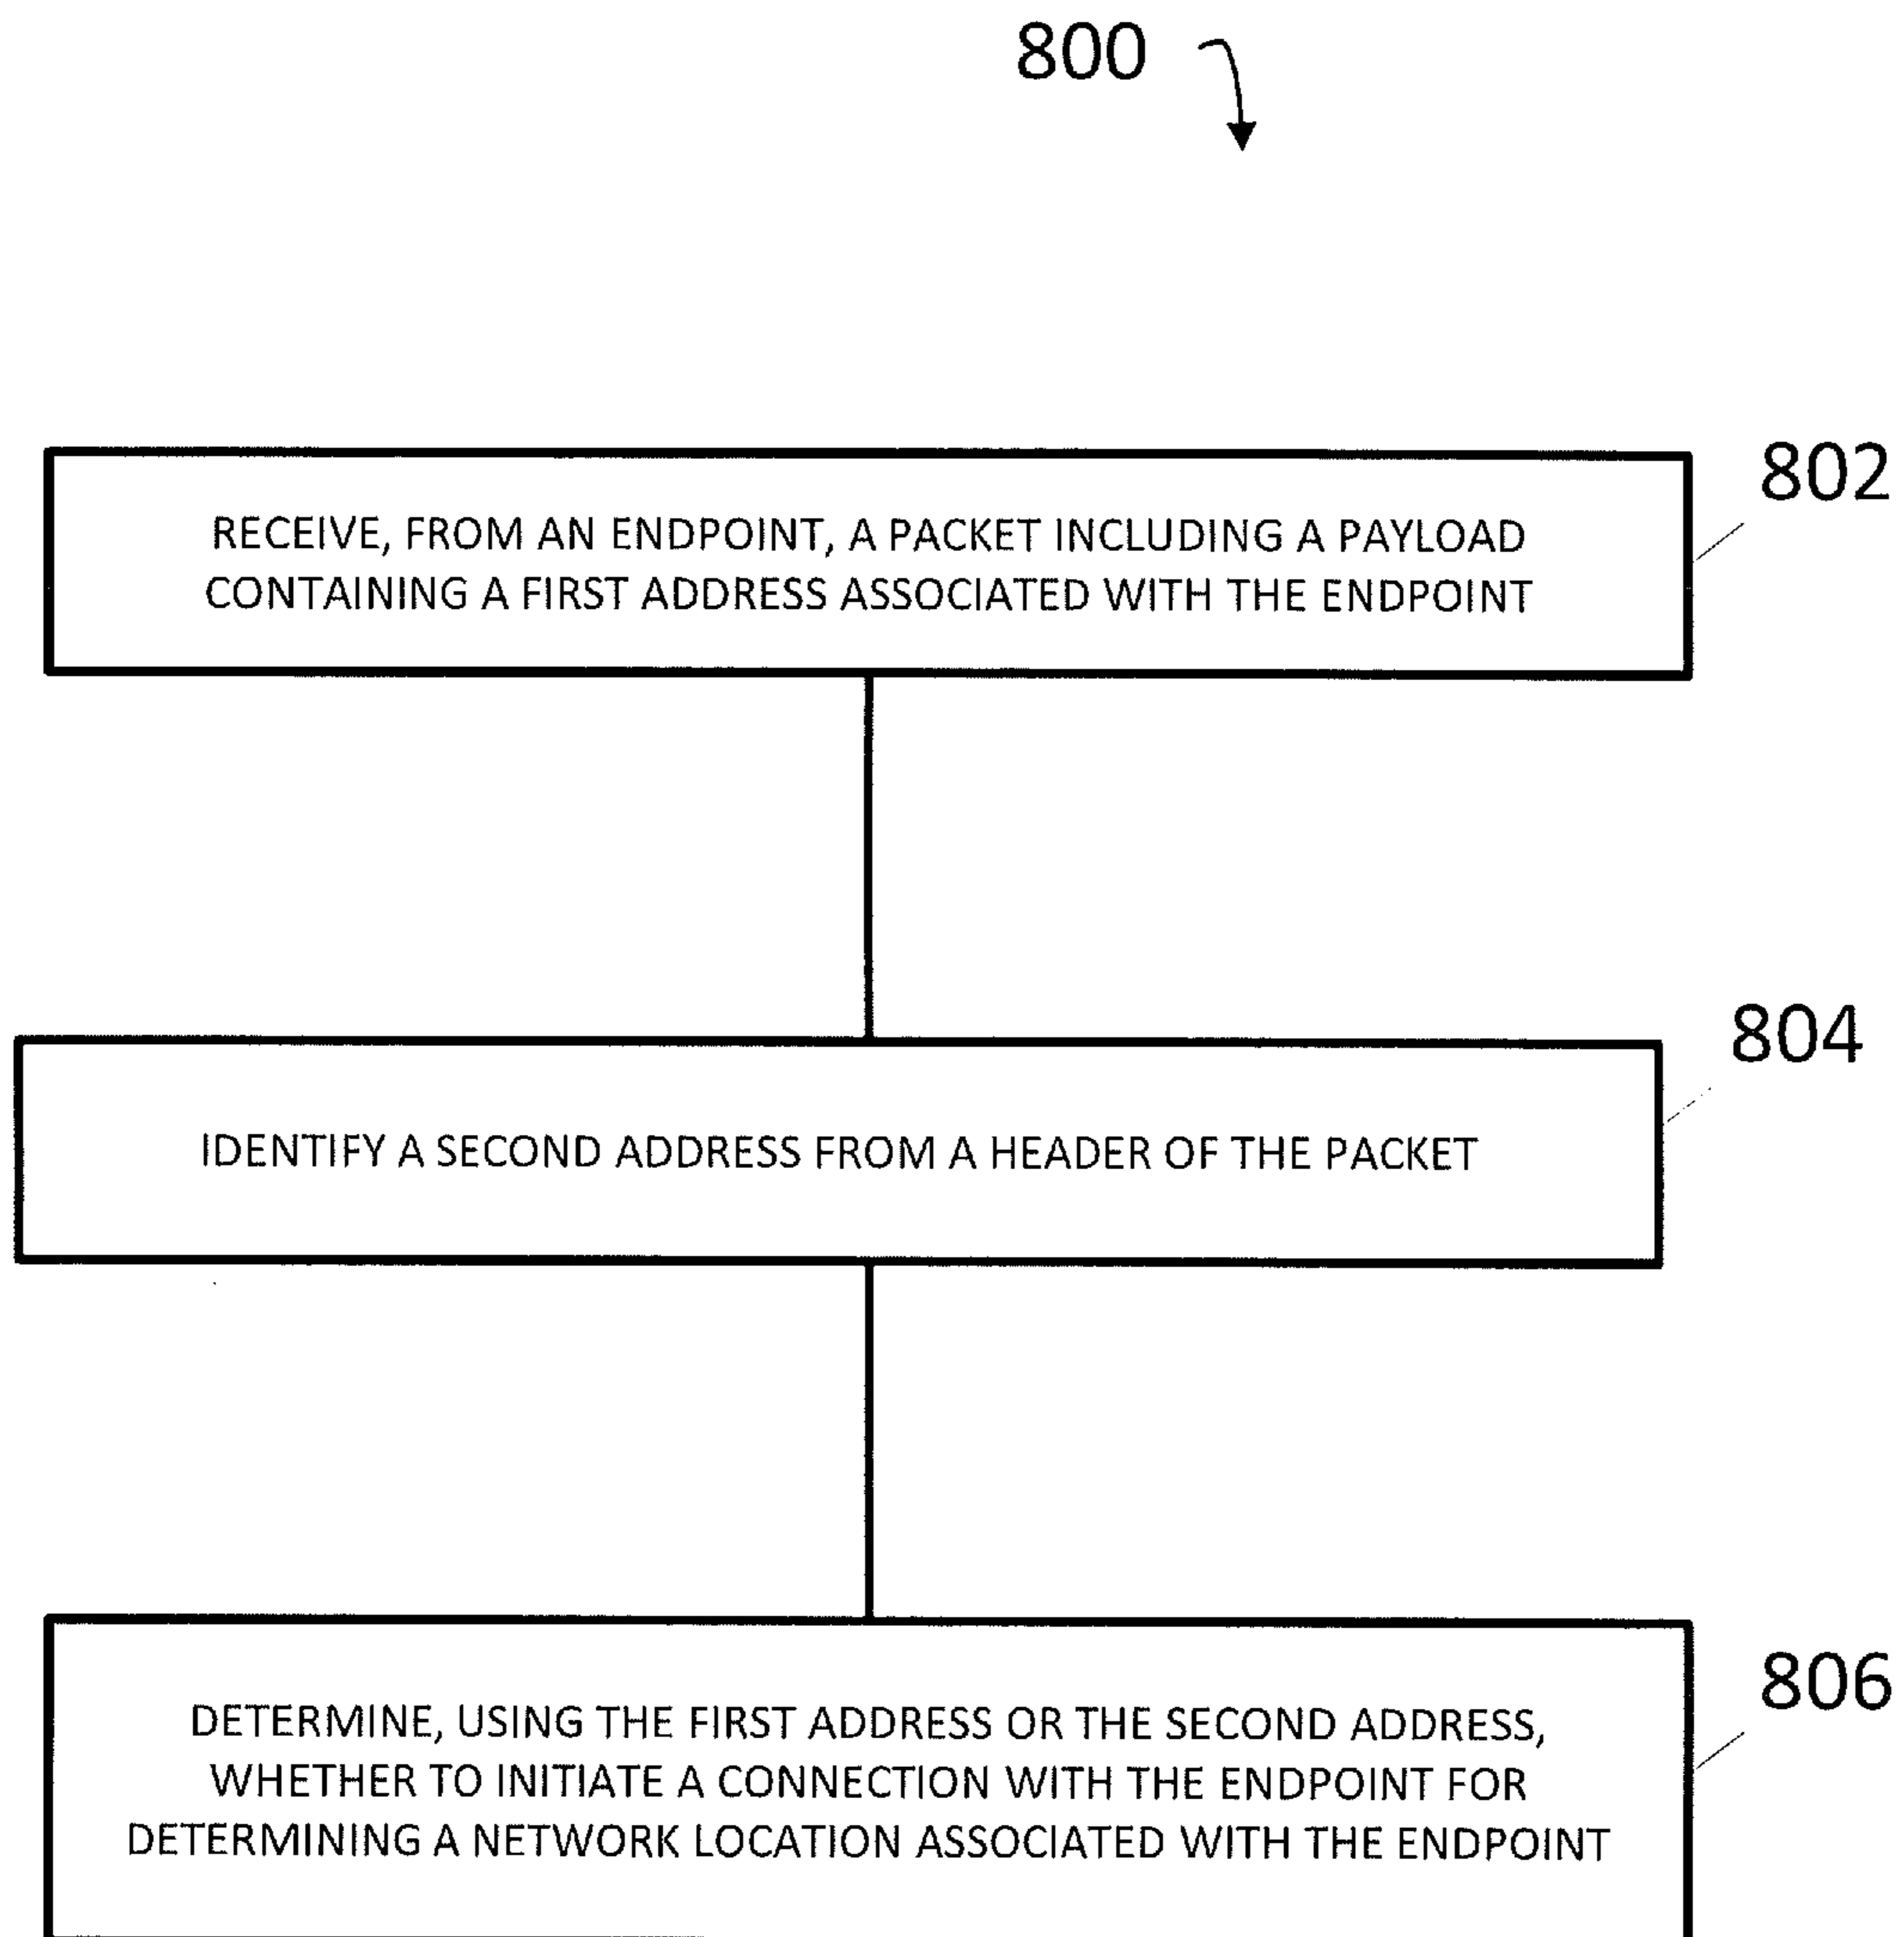 800
802
RECEIVE, FROM AN ENDPOINT, A PACKET INCLUDING A PAYLOAD
CONTAINING A FIRST ADDRESS ASSOCIATED WITH THE ENDPOINT
804
IDENTIFY A SECOND ADDRESS FROM A HEADER OF THE PACKET
806
DETERMINE, USING THE FIRST ADDRESS OR THE SECOND ADDRESS,
WHETHER TO INITIATE A CONNECTION WITH THE ENDPOINT FOR
DETERMINING A NETWORK LOCATION ASSOCIATED WITH THE ENDPOINT